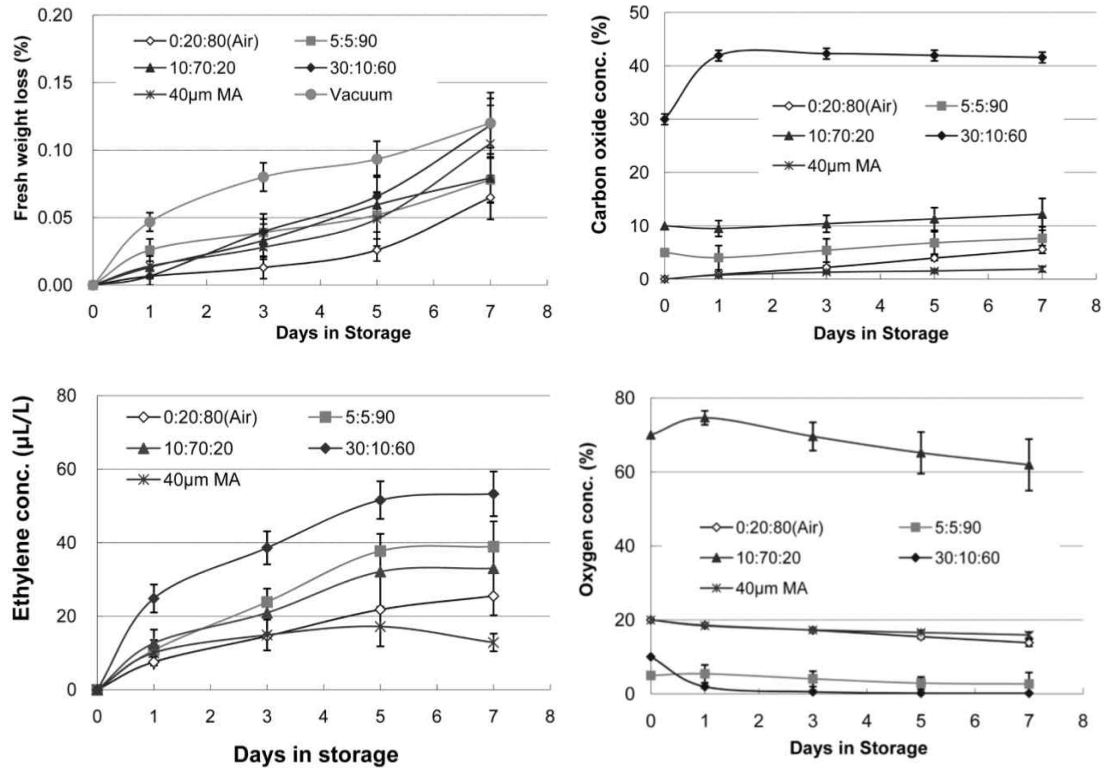 Fresh weight loss (%)
0.20
0.15
0.10
0.05
0.00
0:20:80(Air)
5:5:90
10:70:20
30:10:60
40µm MA
Vacuum
0 1 2 3 4 5 6 7 8
Days in Storage
Carbon oxide conc. (%)
50
40
30
20
10
0
0:20:80(Air)
5:5:90
10:70:20
30:10:60
40µm MA
0 1 2 3 4 5 6 7 8
Days in Storage
Ethylene conc. (µL/L)
80
60
40
20
0
0:20:80(Air)
5:5:90
10:70:20
30:10:60
40µm MA
0 1 2 3 4 5 6 7 8
Days in storage
Oxygen conc. (%)
80
60
40
20
0
0:20:80(Air)
5:5:90
10:70:20
30:10:60
40µm MA
0 1 2 3 4 5 6 7 8
Days in Storage